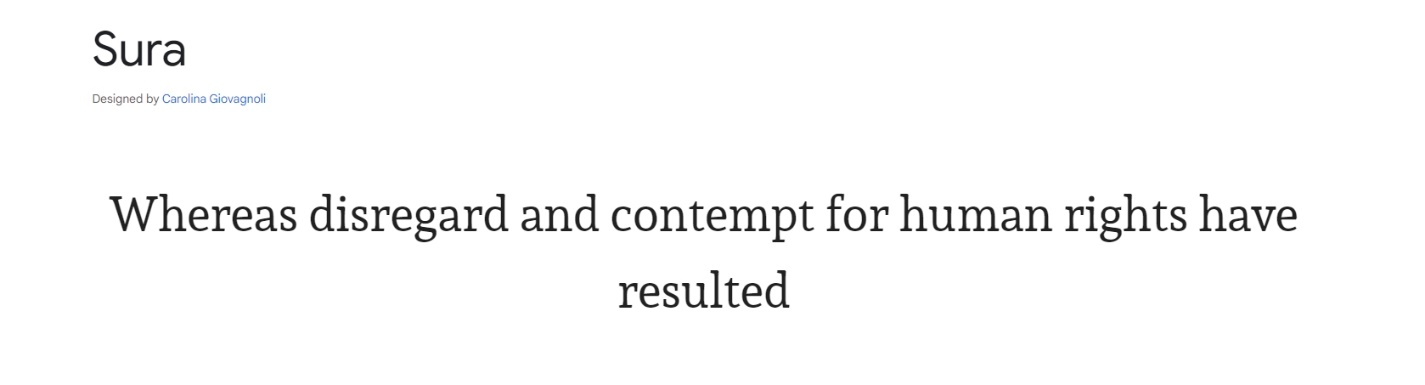 Sura
Designed by Carolina Giovagnoli
Whereas disregard and contempt for human rights have
resulted